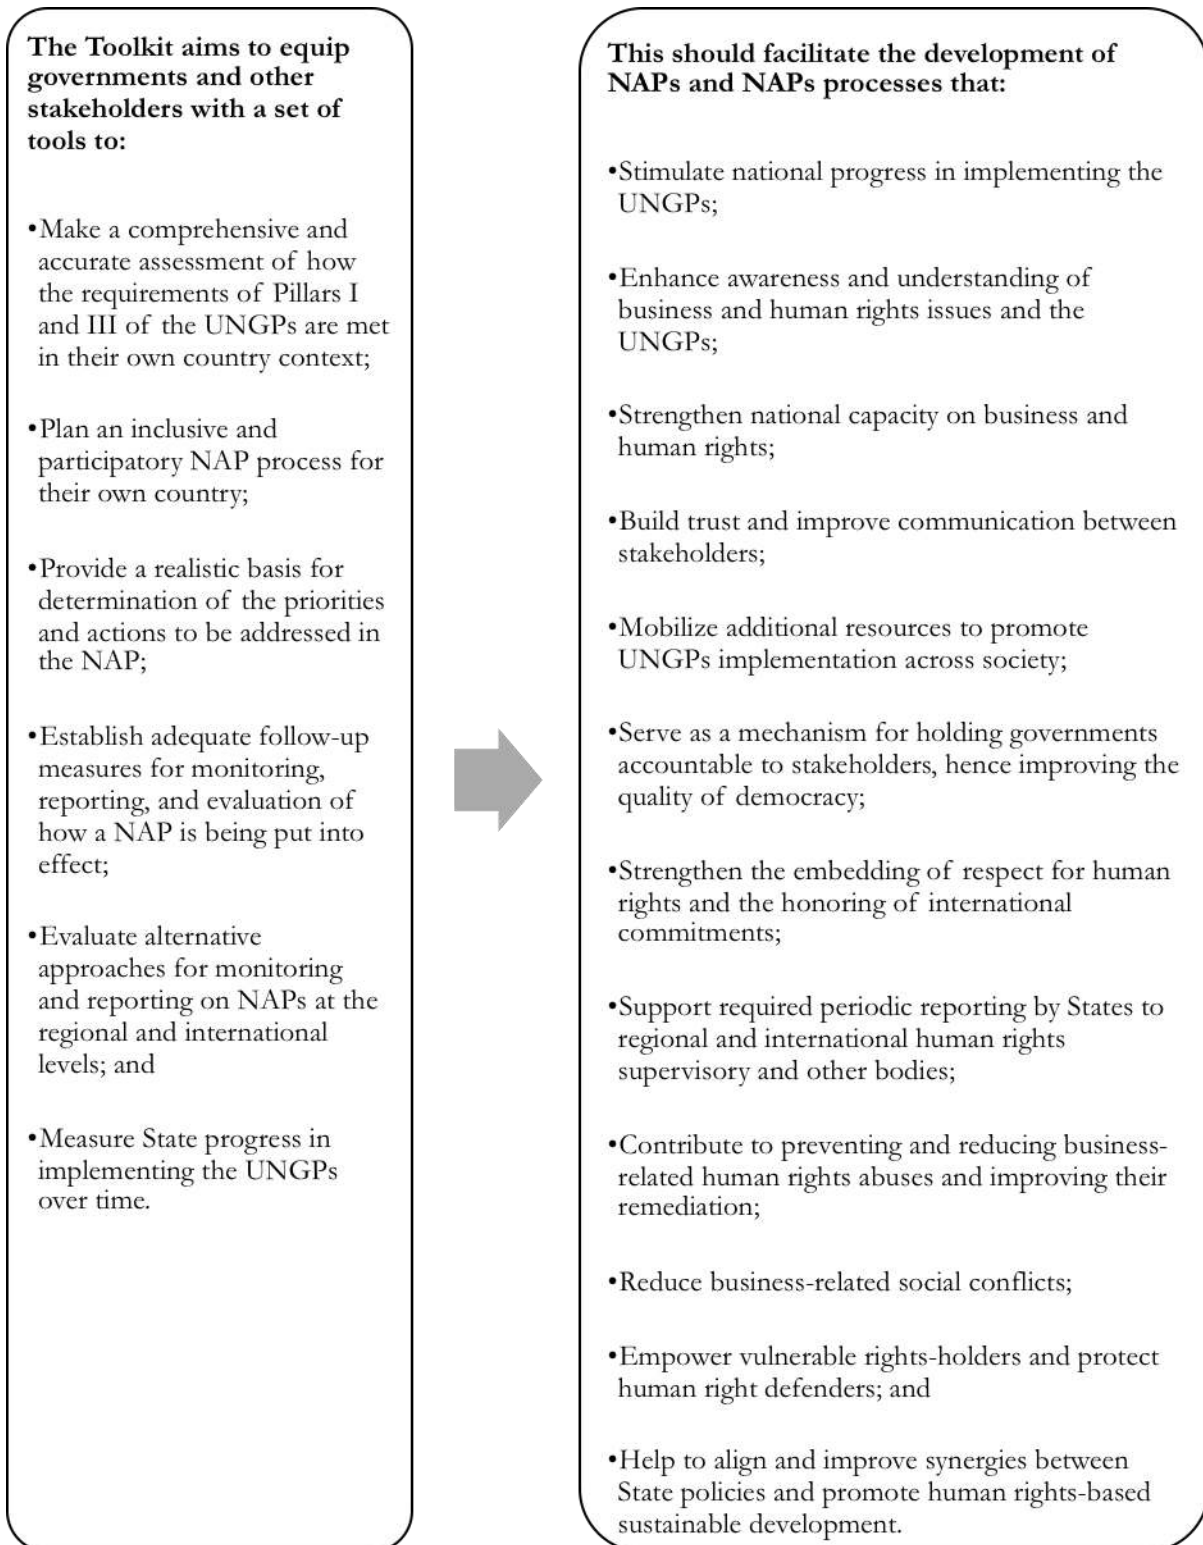 The Toolkit aims to equip
governments and other
stakeholders with a set of
tools to:
•Make a comprehensive and
accurate assessment of how
the requirements of Pillars I
and III of the UNGPs are met
in their own country context;
•Plan an inclusive and
participatory NAP process for
their own country;
•Provide a realistic basis for
determination of the priorities
and actions to be addressed in
the NAP;
•Establish adequate follow-up
measures for monitoring,
reporting, and evaluation of
how a NAP is being put into
effect;
•Evaluate alternative
approaches for monitoring
and reporting on NAPs at the
regional and international
levels; and
•Measure State progress in
implementing the UNGPs
over time.
This should facilitate the development of
NAPs and NAPs processes that:
•Stimulate national progress in implementing the
UNGPs;
•Enhance awareness and understanding of
business and human rights issues and the
UNGPs;
•Strengthen national capacity on business and
human rights;
•Build trust and improve communication between
stakeholders;
•Mobilize additional resources to promote
UNGPs implementation across society;
•Serve as a mechanism for holding governments
accountable to stakeholders, hence improving the
quality of democracy;
•Strengthen the embedding of respect for human
rights and the honoring of international
commitments;
•Support required periodic reporting by States to
regional and international human rights
supervisory and other bodies;
•Contribute to preventing and reducing business-
related human rights abuses and improving their
remediation;
•Reduce business-related social conflicts;
•Empower vulnerable rights-holders and protect
human right defenders; and
•Help to align and improve synergies between
State policies and promote human rights-based
sustainable development.